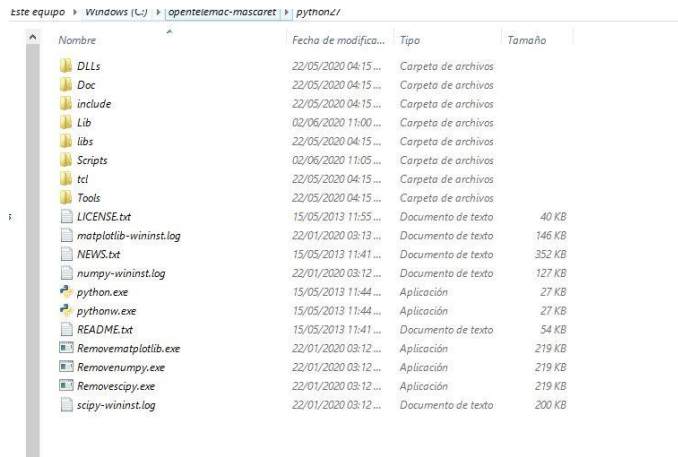 Este equipo Windows (C:) opentelemac-mascaret python27
Nombre Fecha de modifica... Tipo Tamaño
DLLs 22/05/2020 04:15 ... Carpeta de archivos
Doc 22/05/2020 04:15 ... Carpeta de archivos
include 22/05/2020 04:15 ... Carpeta de archivos
Lib 02/06/2020 11:00 ... Carpeta de archivos
libs 22/05/2020 04:15 ... Carpeta de archivos
Scripts 02/06/2020 11:05 ... Carpeta de archivos
tcl 22/05/2020 04:15 ... Carpeta de archivos
Tools 22/05/2020 04:15 ... Carpeta de archivos
LICENSE.txt 15/05/2013 11:55 ... Documento de texto 40 KB
matplotlib-wininst.log 22/01/2020 03:13 ... Documento de texto 146 KB
NEWS.txt 15/05/2013 11:41 ... Documento de texto 352 KB
numpy-wininst.log 22/01/2020 03:12 ... Documento de texto 127 KB
python.exe 15/05/2013 11:44 ... Aplicación 27 KB
pythonw.exe 15/05/2013 11:44 ... Aplicación 27 KB
README.txt 15/05/2013 11:41 ... Documento de texto 54 KB
Removematplotlib.exe 22/01/2020 03:12 ... Aplicación 219 KB
Removenumpy.exe 22/01/2020 03:12 ... Aplicación 219 KB
Removescipy.exe 22/01/2020 03:12 ... Aplicación 219 KB
scipy-wininst.log 22/01/2020 03:12 ... Documento de texto 200 KB